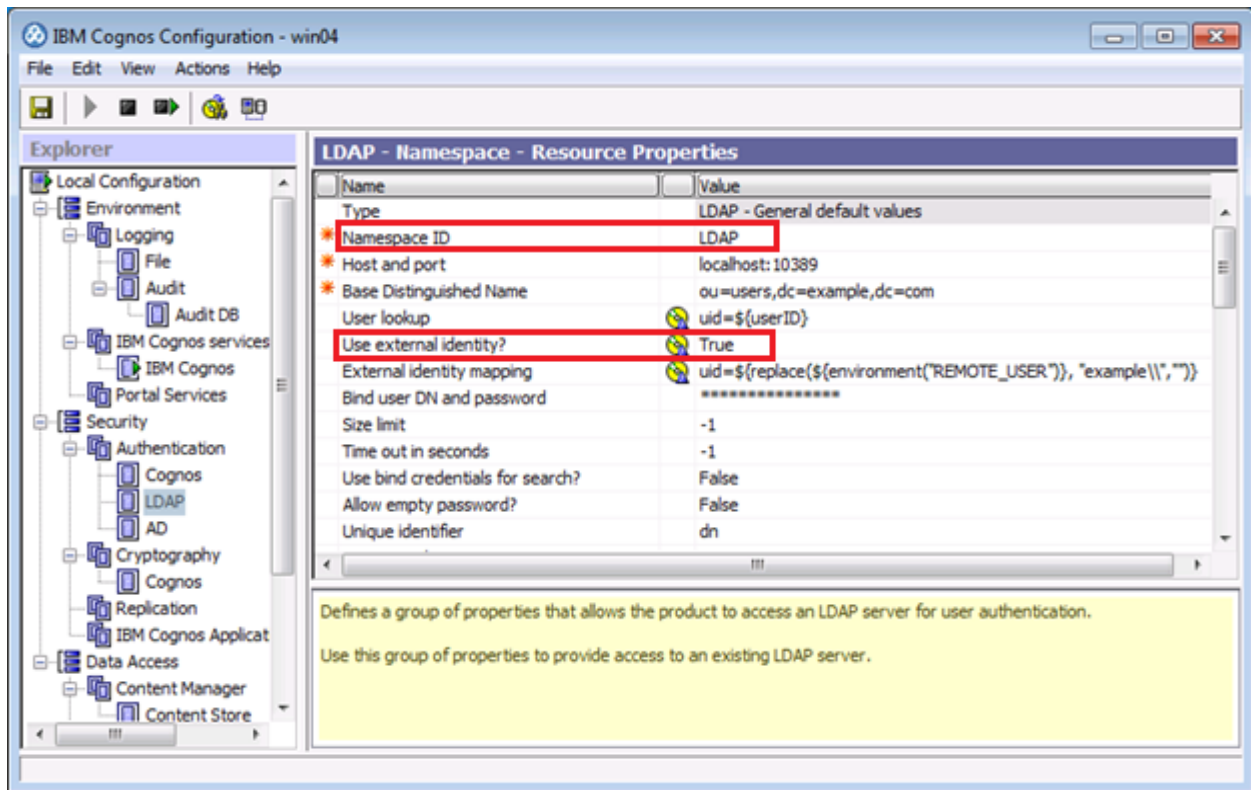 IBM Cognos Configuration - win04
File Edit View Actions Help
Explorer
Local Configuration
Environment
Logging
File
Audit
Audit DB
IBM Cognos services
IBM Cognos
Portal Services
Security
Authentication
Cognos
LDAP
AD
Cryptography
Cognos
Replication
IBM Cognos Applicat
Data Access
Content Manager
Content Store
LDAP - Namespace - Resource Properties
Name Value
Type LDAP - General default values
* Namespace ID LDAP
* Host and port localhost:10389
* Base Distinguished Name ou=users,dc=example,dc=com
User lookup uid=${userID}
Use external identity? True
External identity mapping uid=${replace(${environment("REMOTE_USER")}, "example\\","")}
Bind user DN and password ***************
Size limit -1
Time out in seconds -1
Use bind credentials for search? False
Allow empty password? False
Unique identifier dn
Defines a group of properties that allows the product to access an LDAP server for user authentication.
Use this group of properties to provide access to an existing LDAP server.